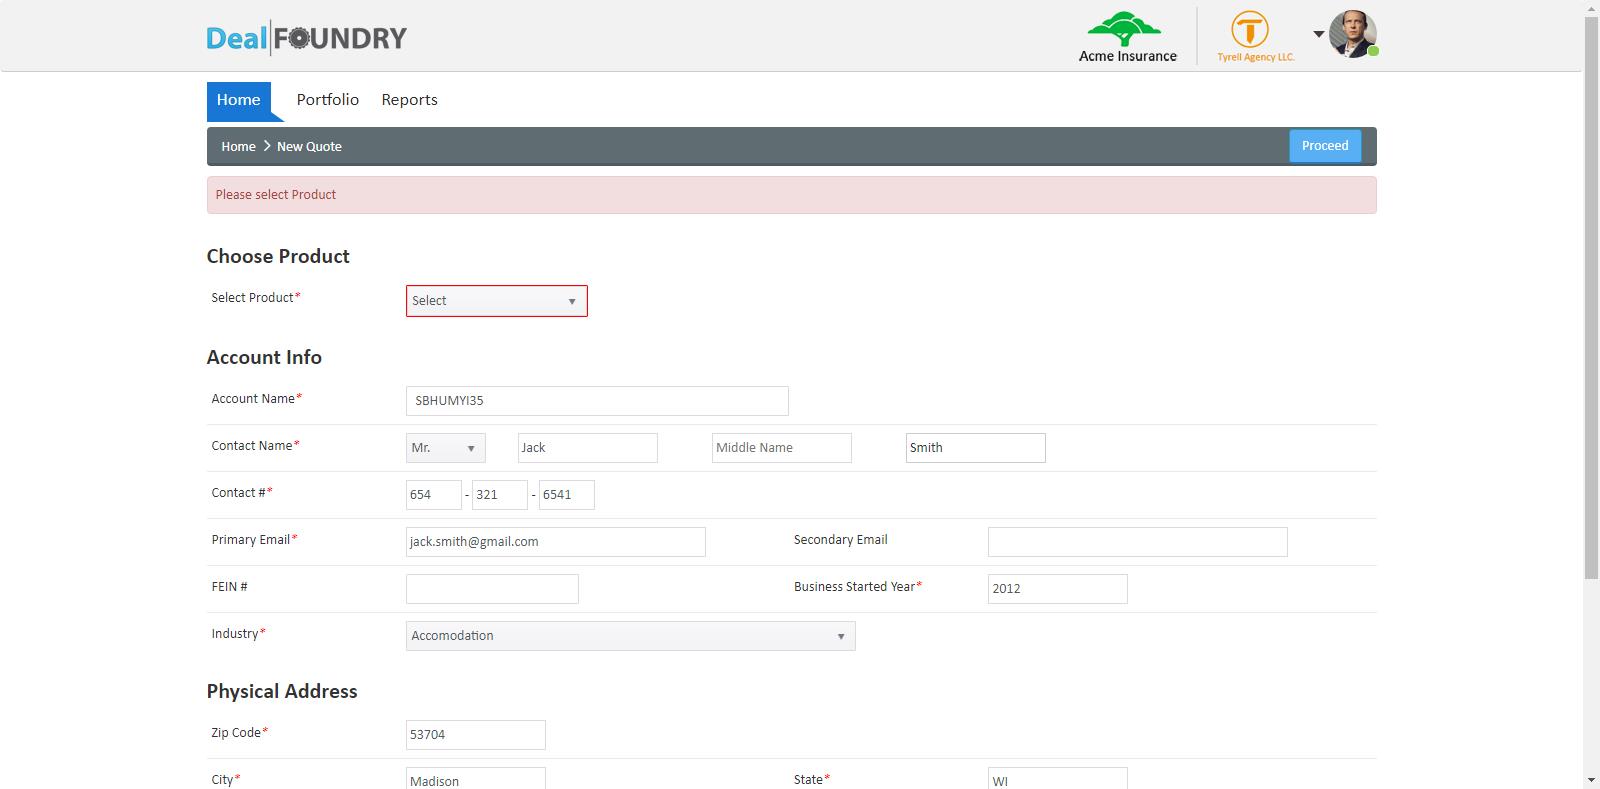 DealFOUNDRY
Acme Insurance
Tyrell Agency LLC.
Home Portfolio Reports
Home New Quote Proceed
Please select Product
Choose Product
Select Product* Select
Account Info
Account Name* SBHUMYI35
Contact Name* Mr. Jack Middle Name Smith
Contact #* 654 - 321 - 6541
Primary Email* jack.smith@gmail.com Secondary Email
FEIN # Business Started Year* 2012
Industry* Accomodation
Physical Address
Zip Code* 53704
City* Madison State* WI